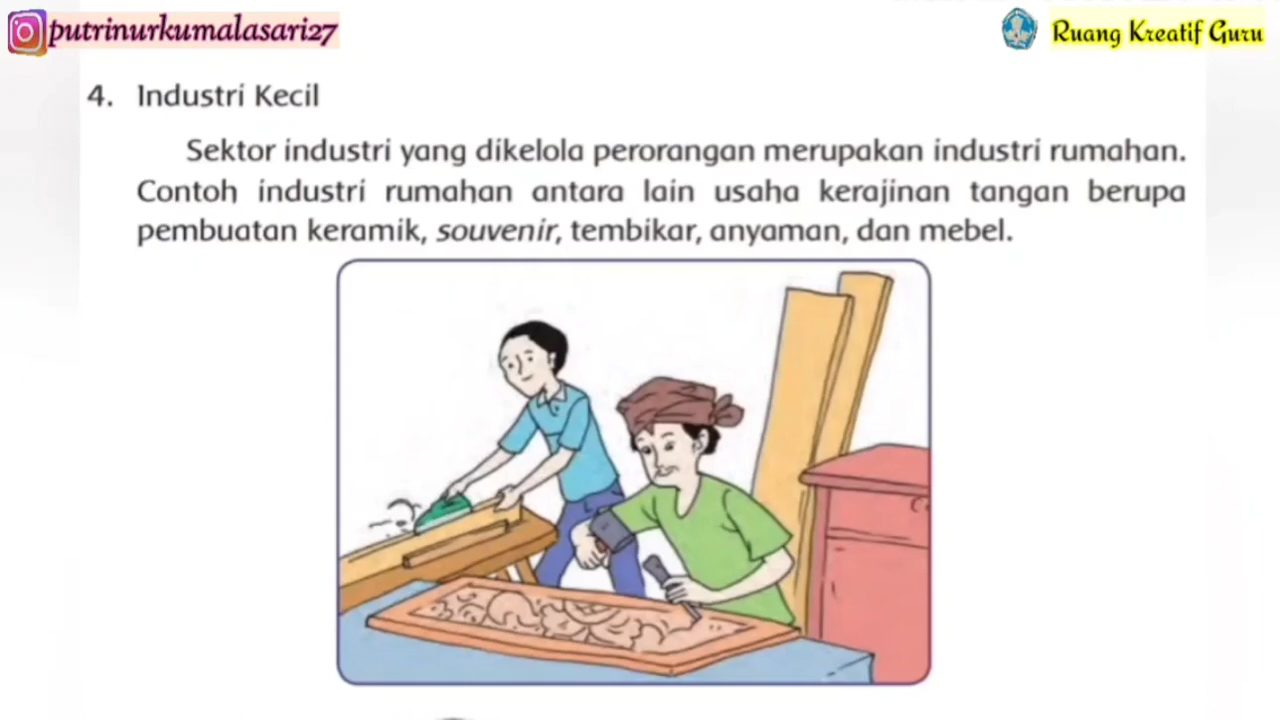 putrinurkumalasari27
Ruang Kreatif Guru
4. Industri Kecil
Sektor industri yang dikelola perorangan merupakan industri rumahan.
Contoh industri rumahan antara lain usaha kerajinan tangan berupa
pembuatan keramik, souvenir, tembikar, anyaman, dan mebel.